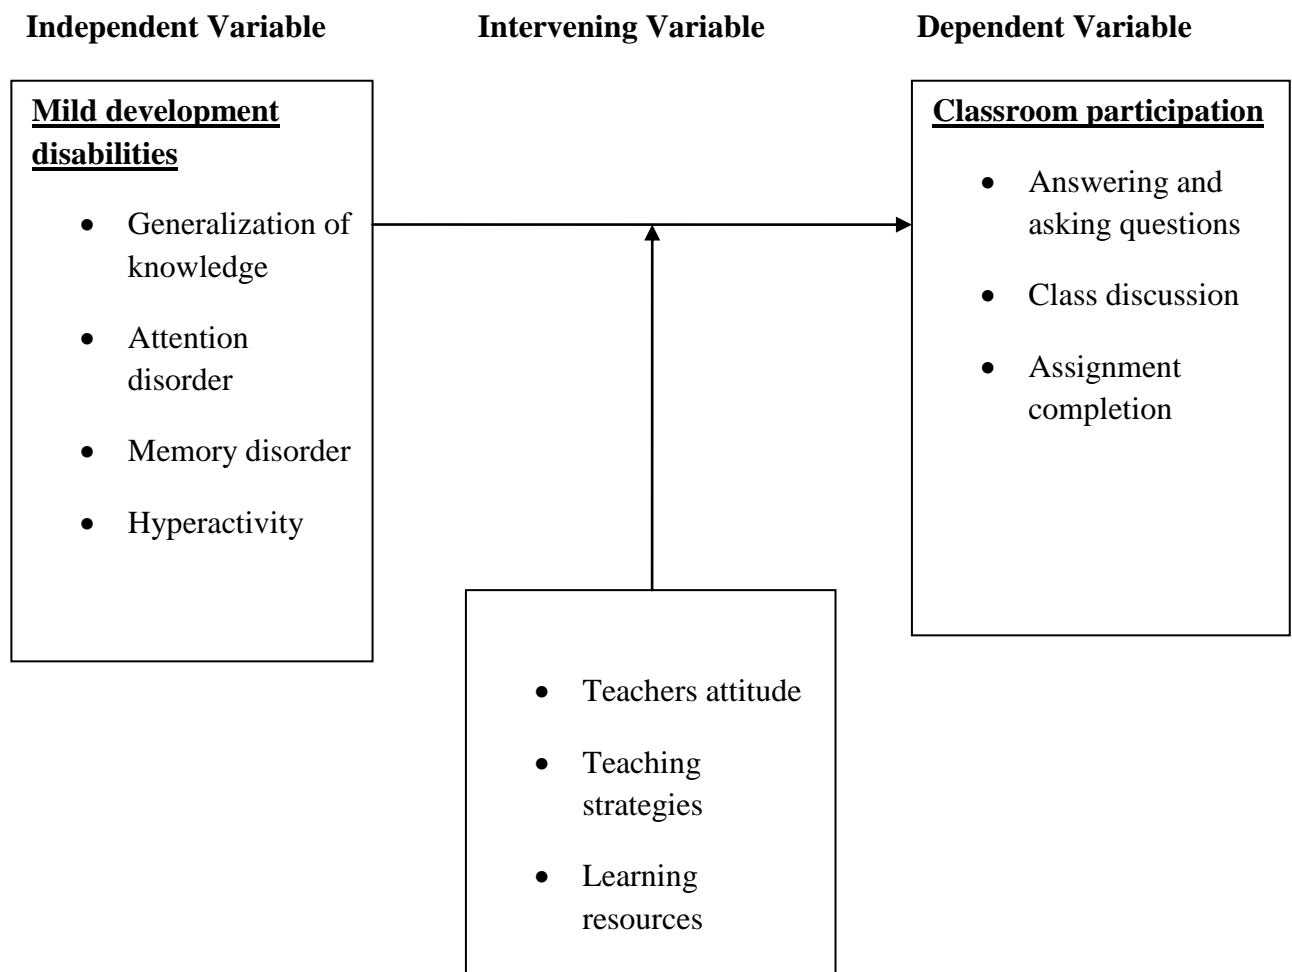 Independent Variable
Intervening Variable
Dependent Variable
Mild development
disabilities
• Generalization of
knowledge
• Attention
disorder
• Memory disorder
• Hyperactivity
Classroom participation
• Answering and
asking questions
• Class discussion
• Assignment
completion
• Teachers attitude
• Teaching
strategies
• Learning
resources